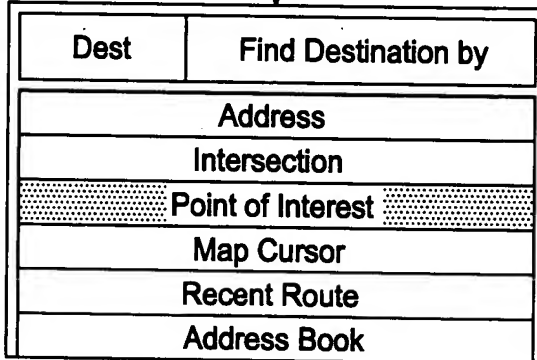 Dest Find Destination by
Address
Intersection
Point of Interest
Map Cursor
Recent Route
Address Book